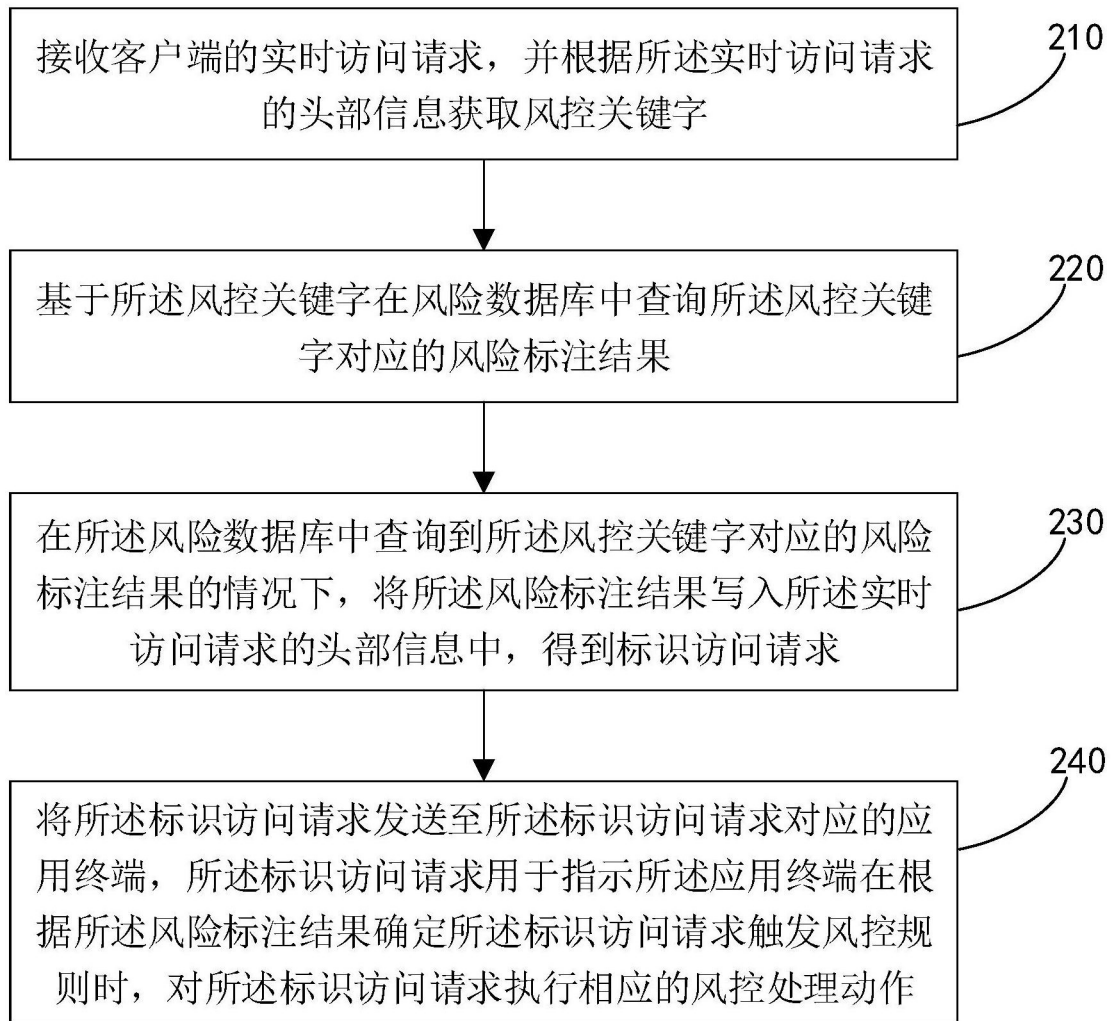 接收客户端的实时访问请求，并根据所述实时访问请求
的头部信息获取风控关键字
210
基于所述风控关键字在风险数据库中查询所述风控关键
字对应的风险标注结果
220
在所述风险数据库中查询到所述风控关键字对应的风险
标注结果的情况下，将所述风险标注结果写入所述实时
访问请求的头部信息中，得到标识访问请求
230
将所述标识访问请求发送至所述标识访问请求对应的应
用终端，所述标识访问请求用于指示所述应用终端在根
据所述风险标注结果确定所述标识访问请求触发风控规
则时，对所述标识访问请求执行相应的风控处理动作
240